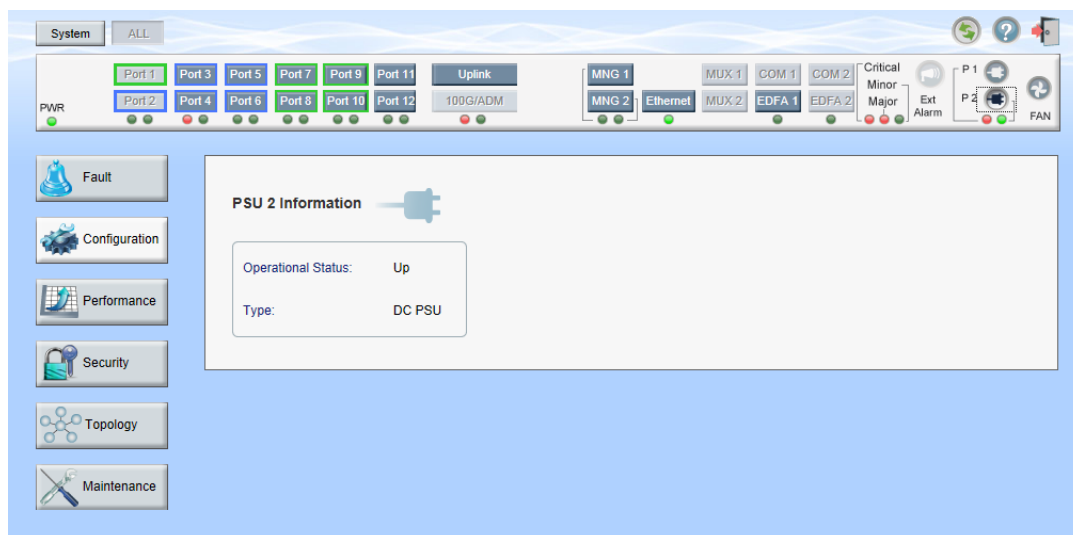 System ALL
Port 1 Port 3 Port 5 Port 7 Port 9 Port 11 Uplink MNG 1 MUX 1 COM 1 COM 2 Critical P 1
Minor
PWR Port 2 Port 4 Port 6 Port 8 Port 10 Port 12 100G/ADM MNG 2 Ethernet MUX 2 EDFA 1 EDFA 2 Major Ext P 2
Alarm FAN
Fault
PSU 2 Information
Configuration
Operational Status: Up
Performance
Type: DC PSU
Security
Topology
Maintenance